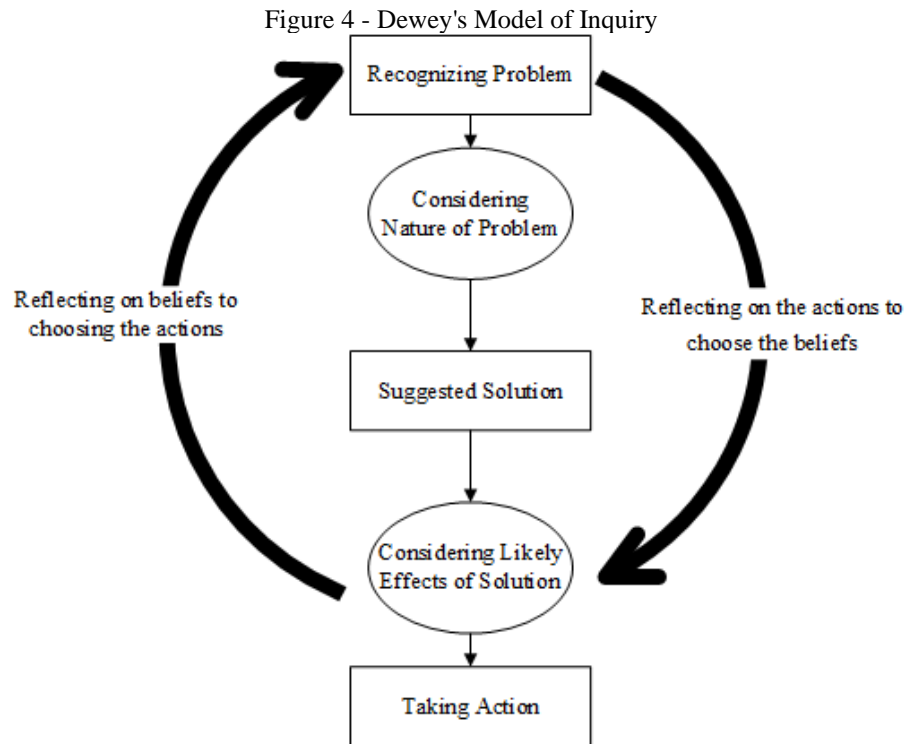 Figure 4 - Dewey's Model of Inquiry
Recognizing Problem
Considering
Nature of Problem
Reflecting on beliefs to
choosing the actions
Reflecting on the actions to
choose the beliefs
Suggested Solution
Considering Likely
Effects of Solution
Taking Action